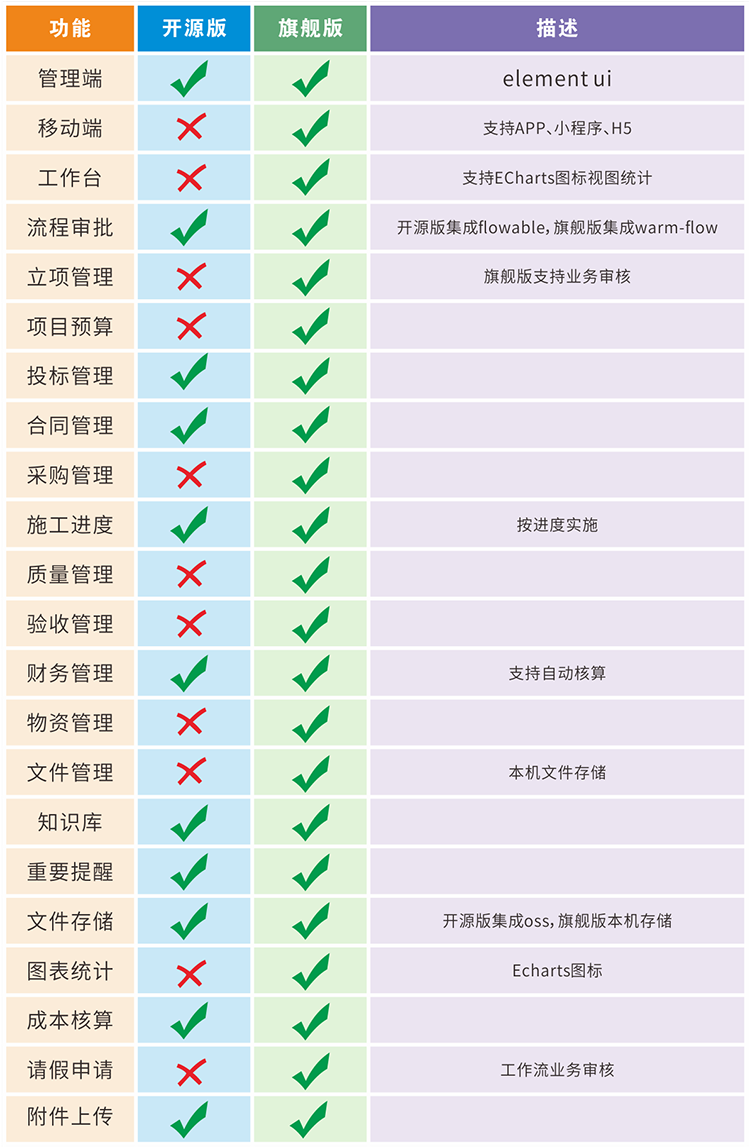 功能 开源版 旗舰版 描述
管理端 element ui
移动端 支持APP、小程序、H5
工作台 支持ECharts图标视图统计
流程审批 开源版集成flowable，旗舰版集成warm-flow
立项管理 旗舰版支持业务审核
项目预算
投标管理
合同管理
采购管理
施工进度 按进度实施
质量管理
验收管理
财务管理 支持自动核算
物资管理
文件管理 本机文件存储
知识库
重要提醒
文件存储 开源版集成oss，旗舰版本机存储
图表统计 Echarts图标
成本核算
请假申请 工作流业务审核
附件上传